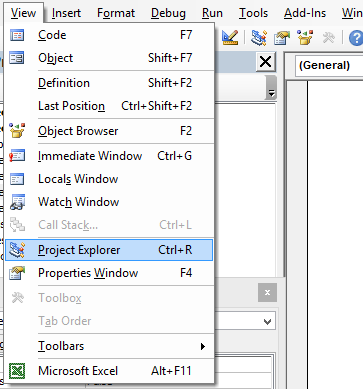 View Insert Format Debug Run Tools Add-Ins
Code F7
Object Shift+F7
(General)
Definition Shift+F2
Last Position Ctrl+Shift+F2
Object Browser F2
Immediate Window Ctrl+G
Locals Window
Watch Window
Call Stack... Ctrl+L
Project Explorer Ctrl+R
Properties Window F4
Toolbox
Tab Order
Toolbars
Microsoft Excel Alt+F11